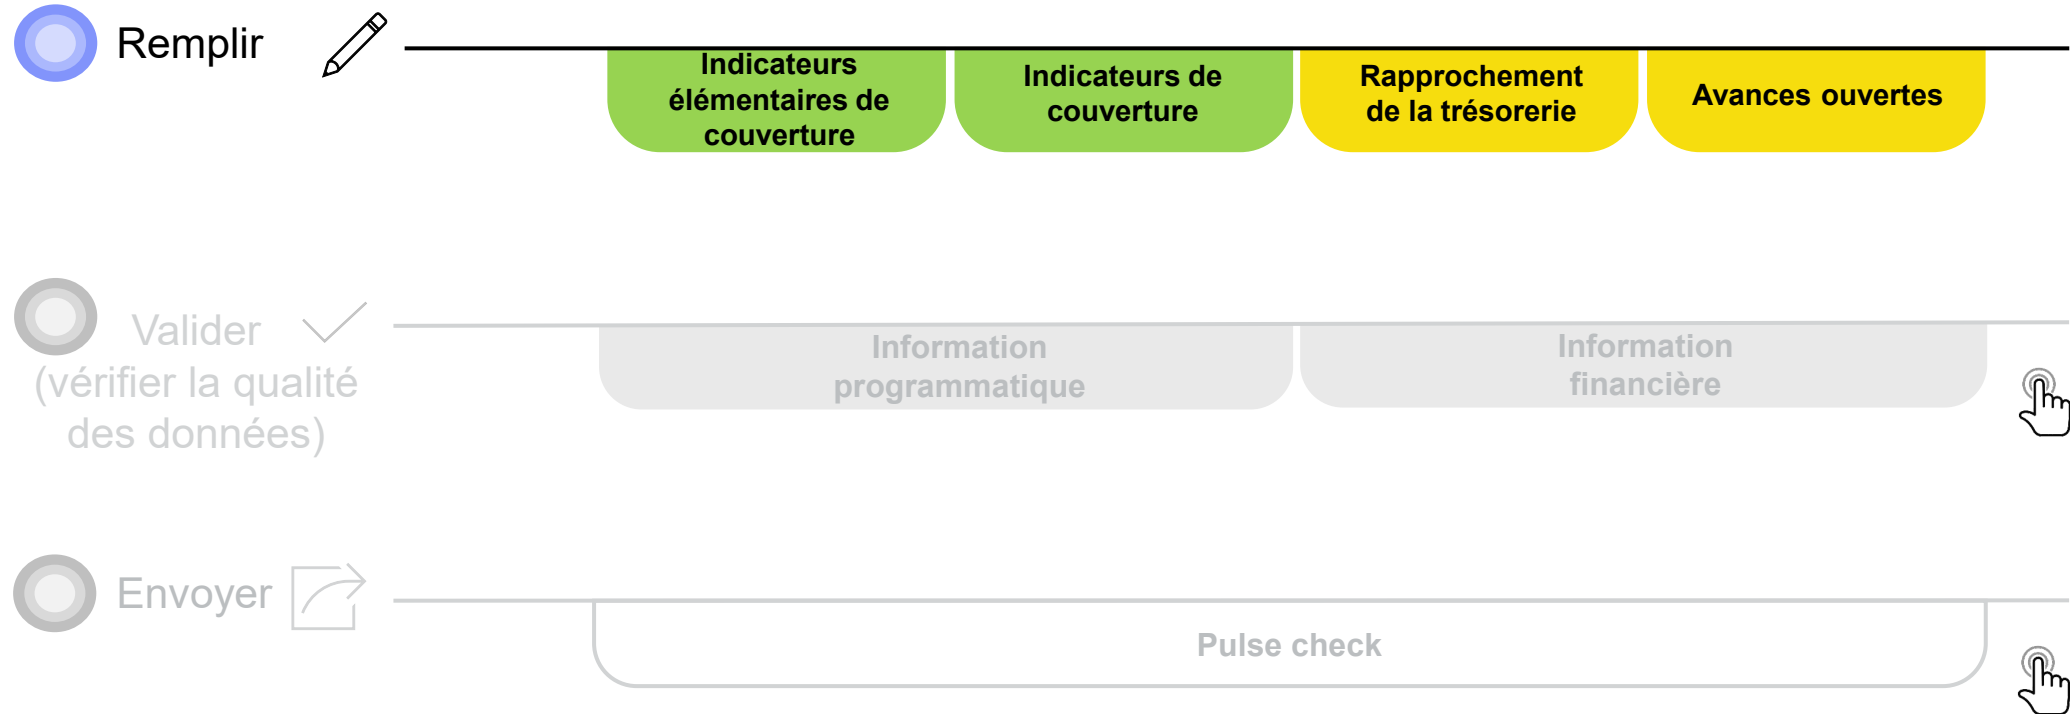 Remplir
Indicateurs
élémentaires de
couverture
Indicateurs de
couverture
Rapprochement
de la trésorerie
Avances ouvertes
Valider
(vérifier la qualité
des données)
Information
programmatique
Information
financière
Envoyer
Pulse check